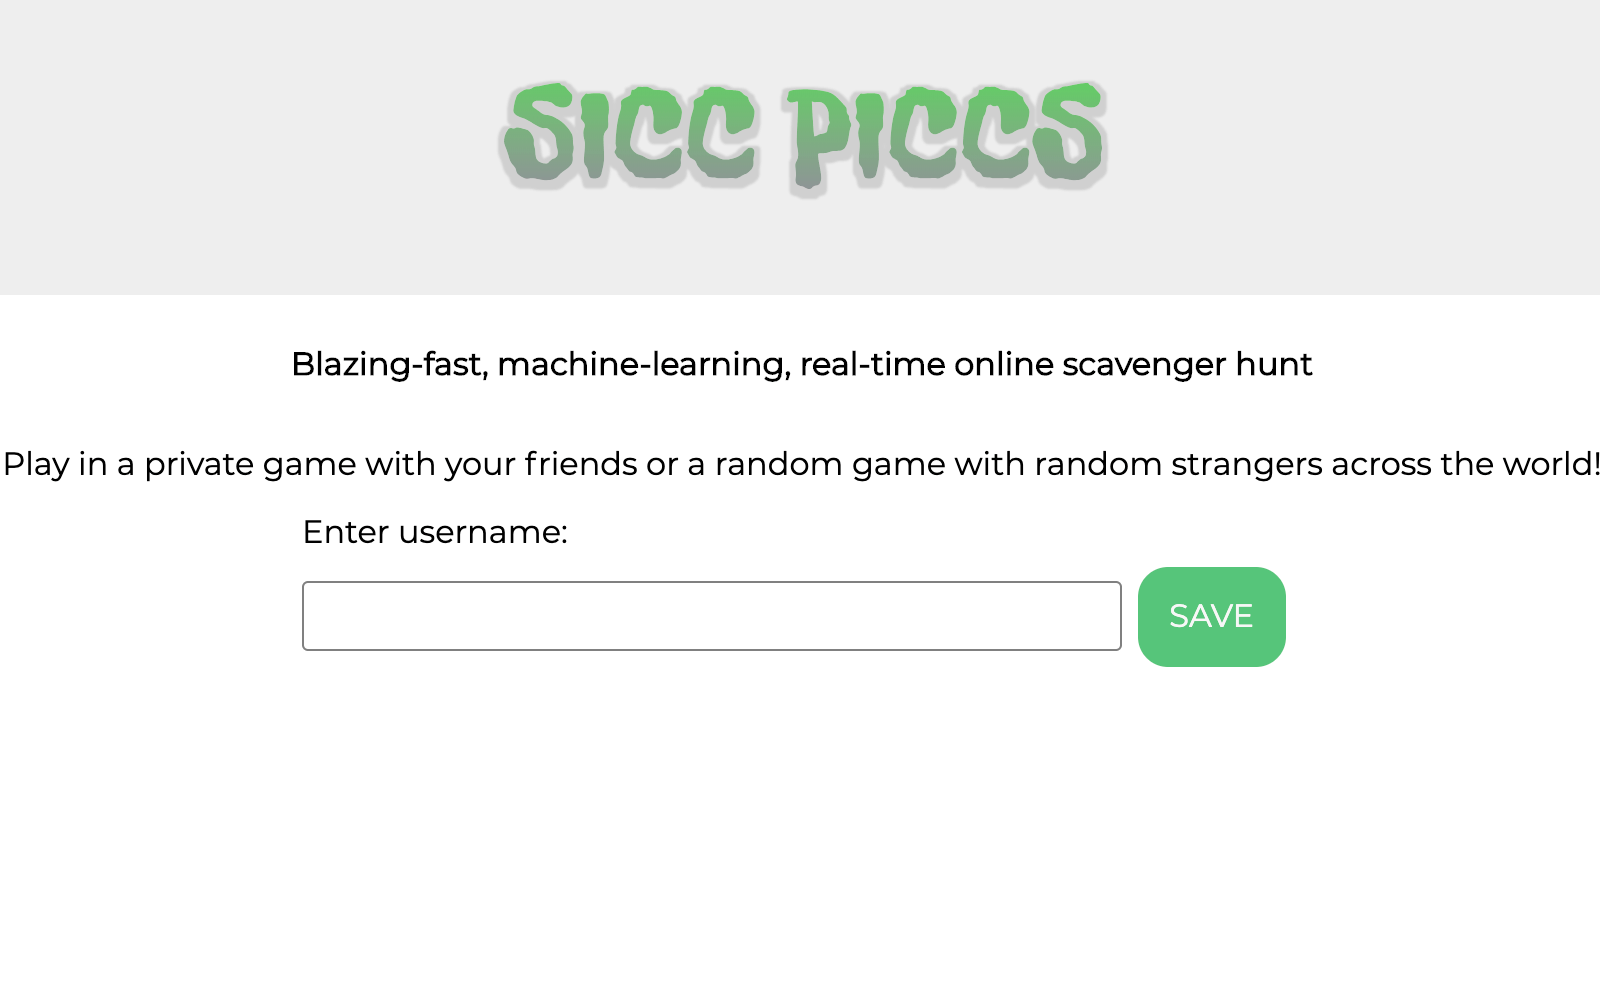 SICC PICCS
Blazing-fast, machine-learning, real-time online scavenger hunt
Play in a private game with your friends or a random game with random strangers across the world!
Enter username:
SAVE